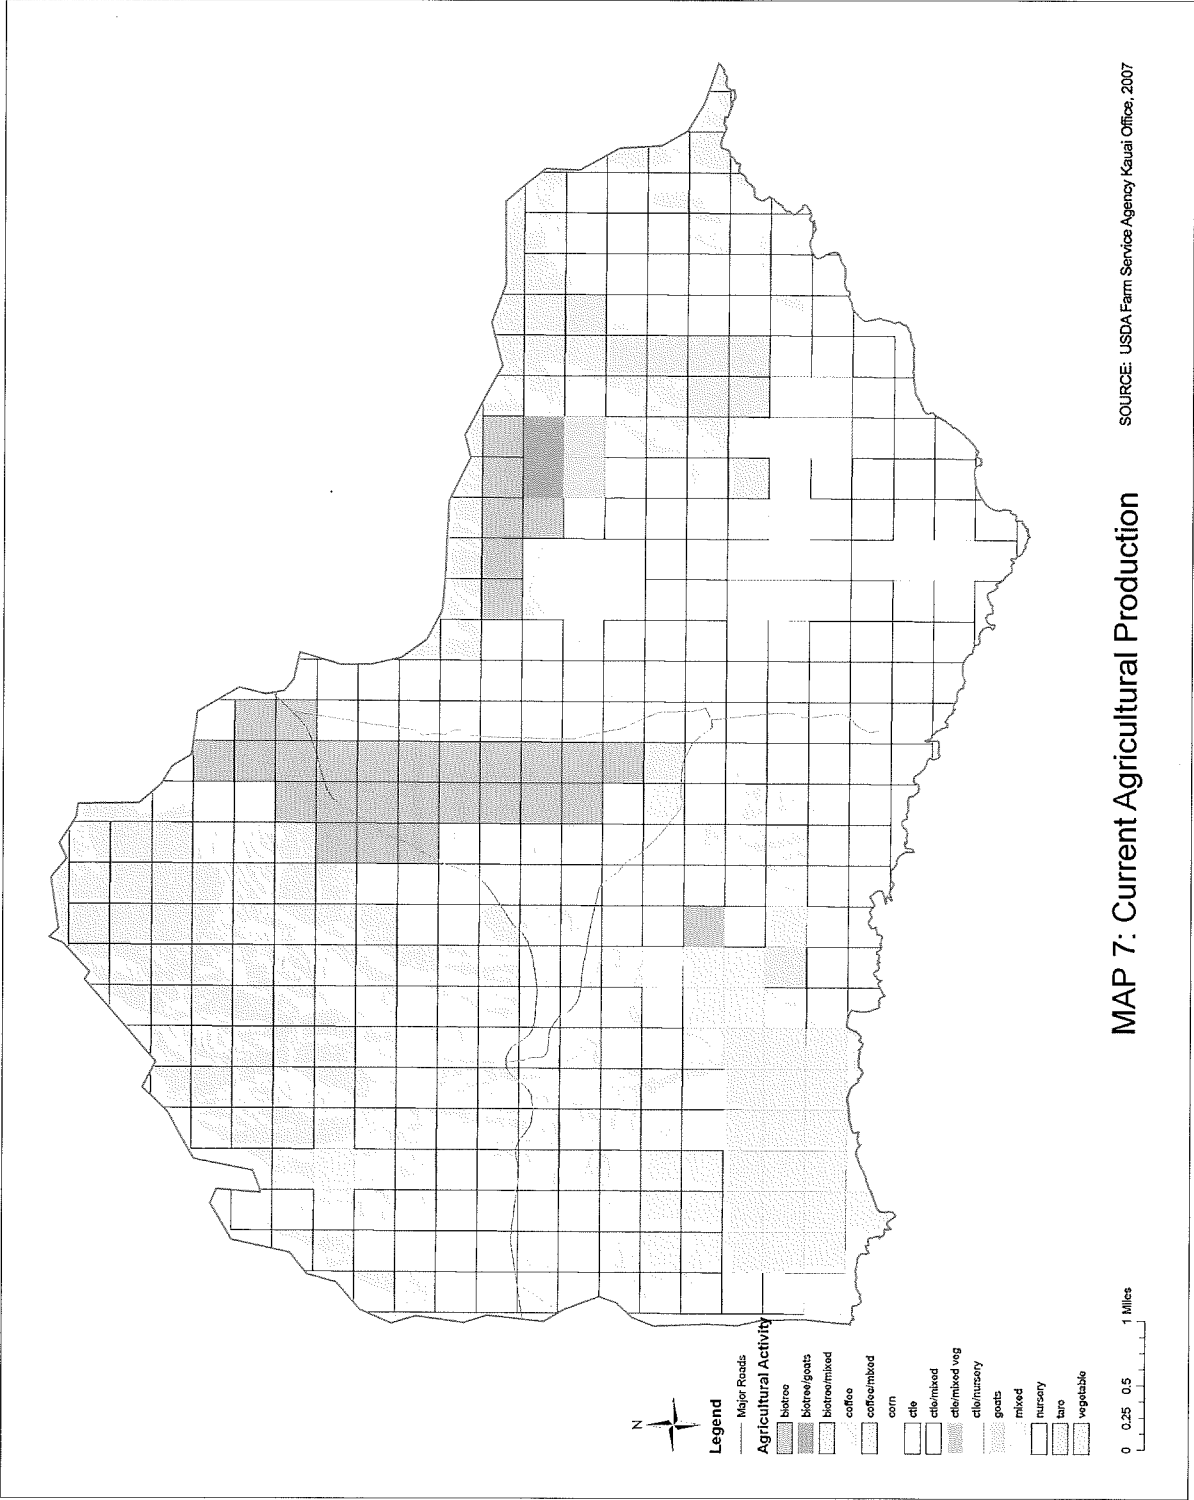 MAP 7: Current Agricultural Production
SOURCE: USDA Farm Service Agency Kauai Office, 2007
N
Legend
Major Roads
Agricultural Activity
biotree
biotree/goats
biotree/mixed
coffee
coffee/mixed
corn
ctle
ctle/mixed
ctle/mixed veg
ctle/nursery
goats
mixed
nursery
taro
vegetable
0 0.25 0.5 1 Miles